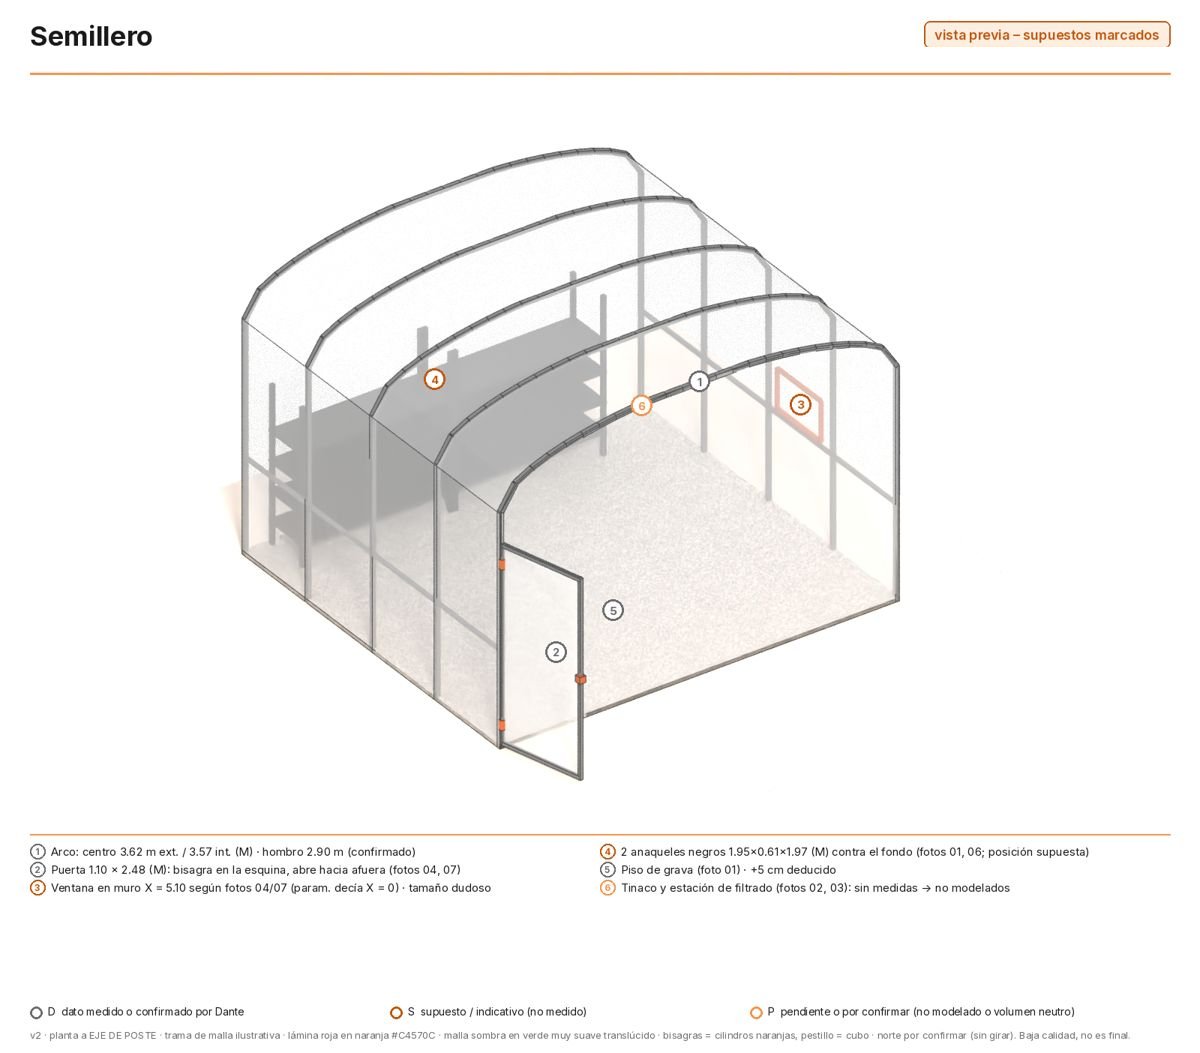 Semillero
vista previa – supuestos marcados
4
1
6
3
5
2
1 Arco: centro 3.62 m ext. / 3.57 int. (M) · hombro 2.90 m (confirmado)
2 Puerta 1.10 × 2.48 (M): bisagra en la esquina, abre hacia afuera (fotos 04, 07)
3 Ventana en muro X = 5.10 según fotos 04/07 (param. decía X = 0) · tamaño dudoso
4 2 anaqueles negros 1.95×0.61×1.97 (M) contra el fondo (fotos 01, 06; posición supuesta)
5 Piso de grava (foto 01) · +5 cm deducido
6 Tinaco y estación de filtrado (fotos 02, 03): sin medidas → no modelados
D dato medido o confirmado por Dante
S supuesto / indicativo (no medido)
P pendiente o por confirmar (no modelado o volumen neutro)
v2 · planta a EJE DE POSTE · trama de malla ilustrativa · lámina roja en naranja #C4570C · malla sombra en verde muy suave translúcido · bisagras = cilindros naranjas, pestillo = cubo · norte por confirmar (sin girar). Baja calidad, no es final.